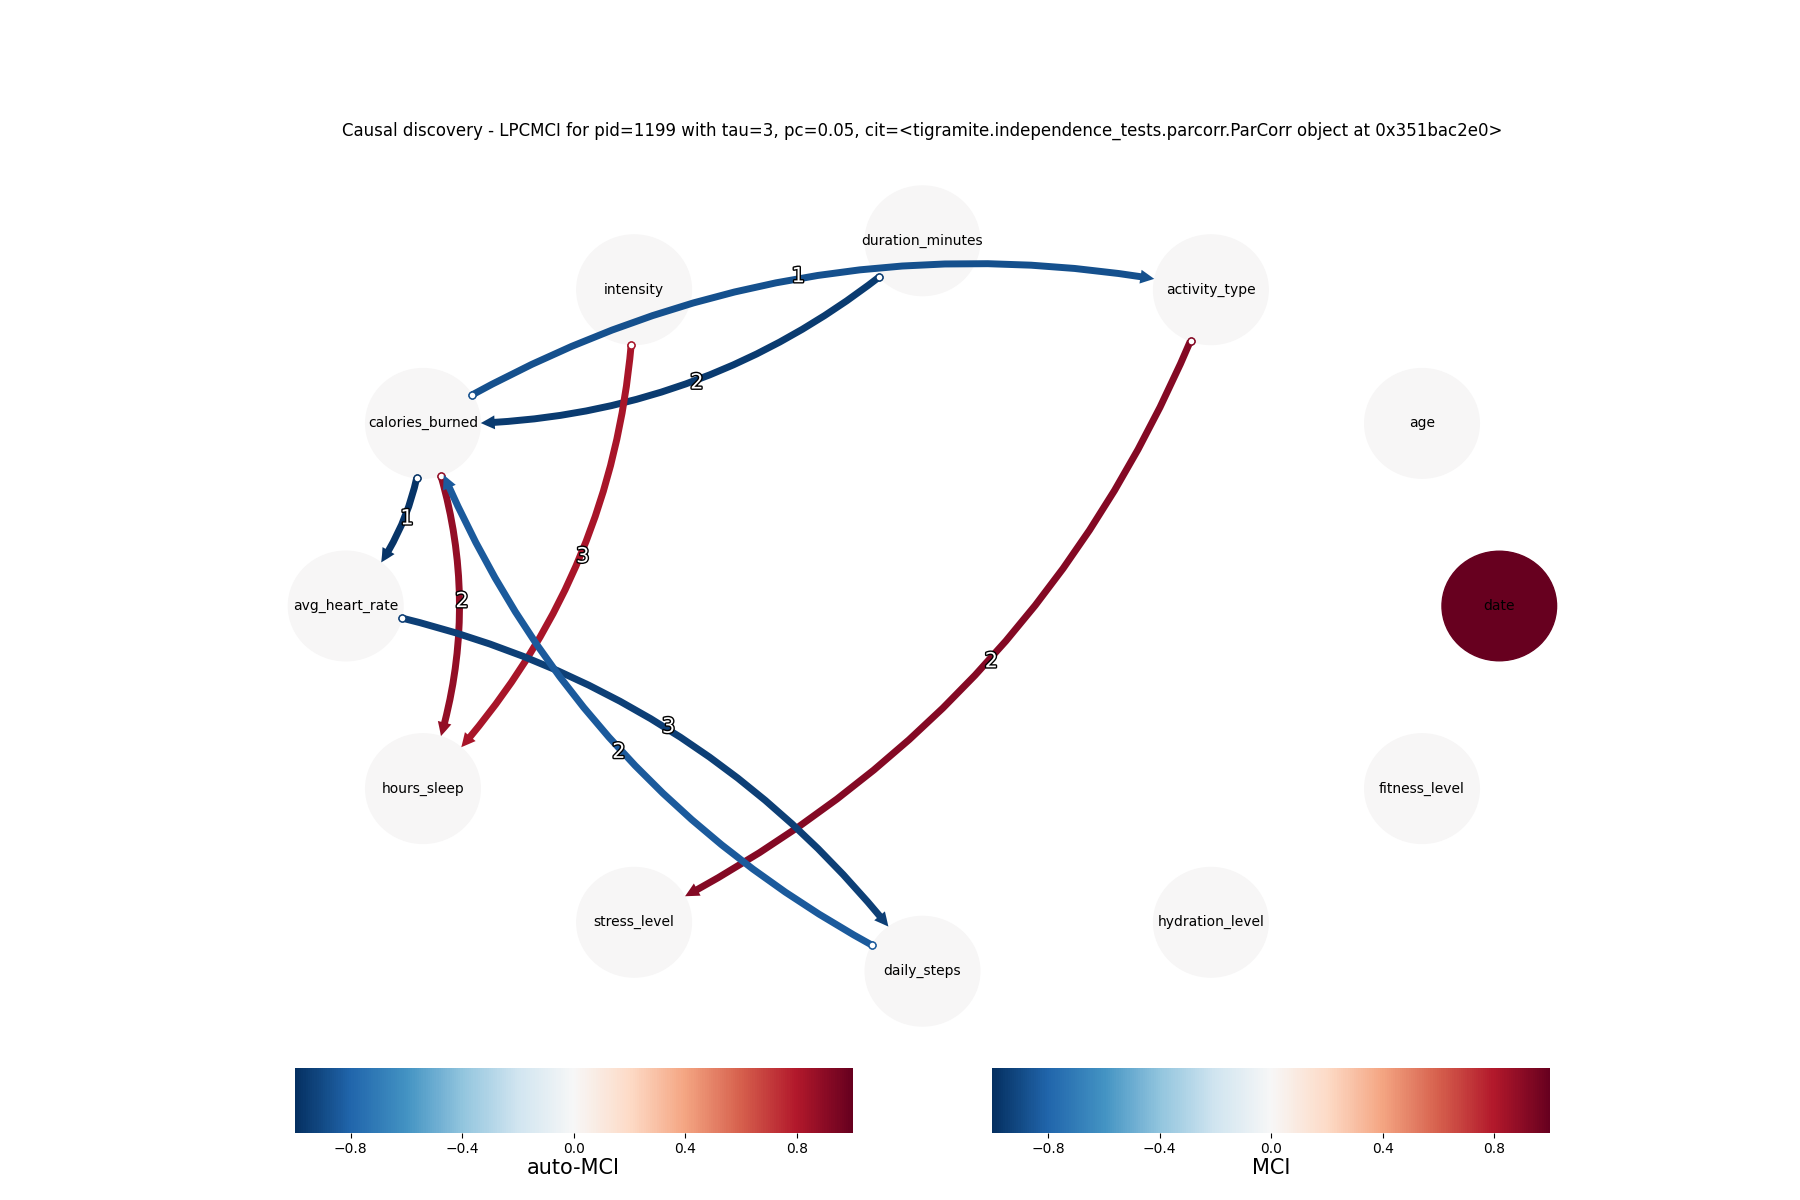 Causal discovery - LPCMCI for pid=1199 with tau=3, pc=0.05, cit=<tigramite.independence_tests.parcorr.ParCorr object at 0x351bac2e0>
duration_minutes
intensity
activity_type
1
2
calories_burned
age
1
3
2
avg_heart_rate
date
2
3
2
hours_sleep
fitness_level
stress_level
hydration_level
daily_steps
−0.8 −0.4 0.0 0.4 0.8
auto-MCI
−0.8 −0.4 0.0 0.4 0.8
MCI